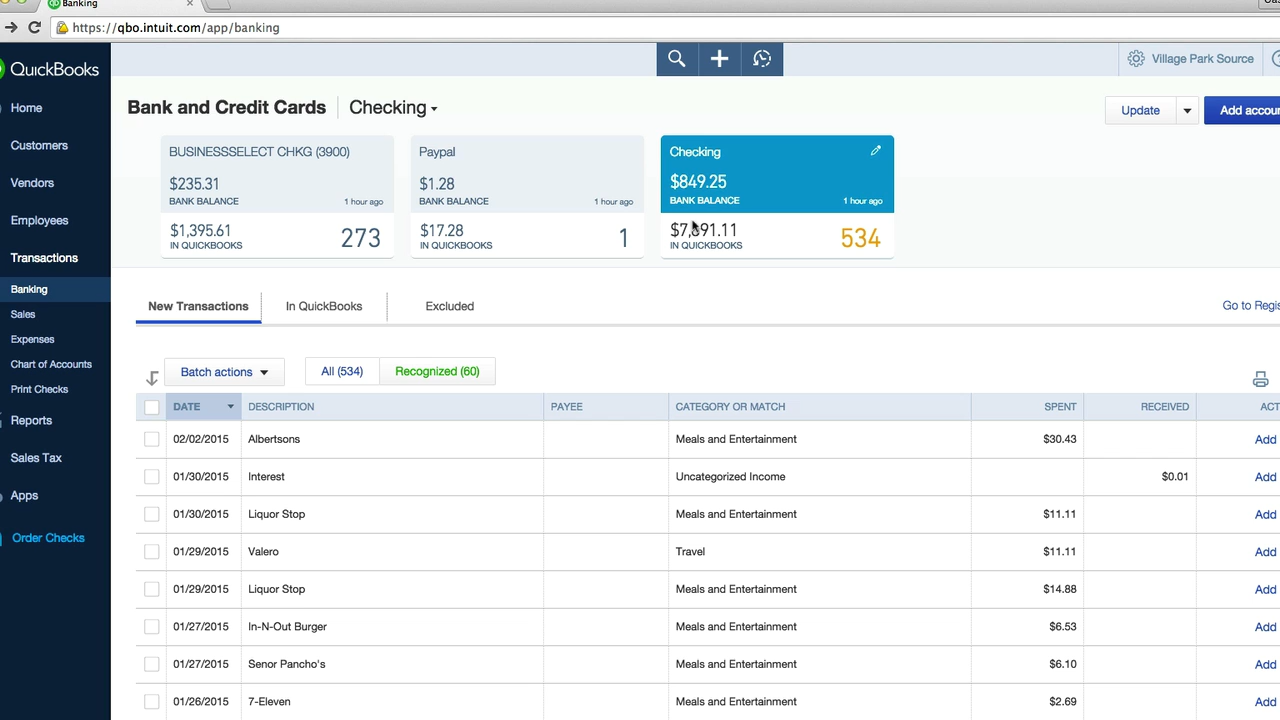 Banking
https://qbo.intuit.com/app/banking
QuickBooks
Village Park Source
Home
Customers
Vendors
Employees
Transactions
Banking
Sales
Expenses
Chart of Accounts
Print Checks
Reports
Sales Tax
Apps
Order Checks
Bank and Credit Cards Checking
Update Add accoun
BUSINESSSELECT CHKG (3900)
$235.31
BANK BALANCE 1 hour ago
$1,395.61
IN QUICKBOOKS
273
Paypal
$1.28
BANK BALANCE 1 hour ago
$17.28
IN QUICKBOOKS
1
Checking
$849.25
BANK BALANCE 1 hour ago
IN QUICKBOOKS
534
New Transactions In QuickBooks Excluded Go to Regis
Batch actions All (534) Recognized (60)
DATE DESCRIPTION PAYEE CATEGORY OR MATCH SPENT RECEIVED ACT
02/02/2015 Albertsons Meals and Entertainment $30.43 Add
01/30/2015 Interest Uncategorized Income $0.01 Add
01/30/2015 Liquor Stop Meals and Entertainment $11.11 Add
01/29/2015 Valero Travel $11.11 Add
01/29/2015 Liquor Stop Meals and Entertainment $14.88 Add
01/27/2015 In-N-Out Burger Meals and Entertainment $6.53 Add
01/27/2015 Senor Pancho's Meals and Entertainment $6.10 Add
01/26/2015 7-Eleven Meals and Entertainment $2.69 Add